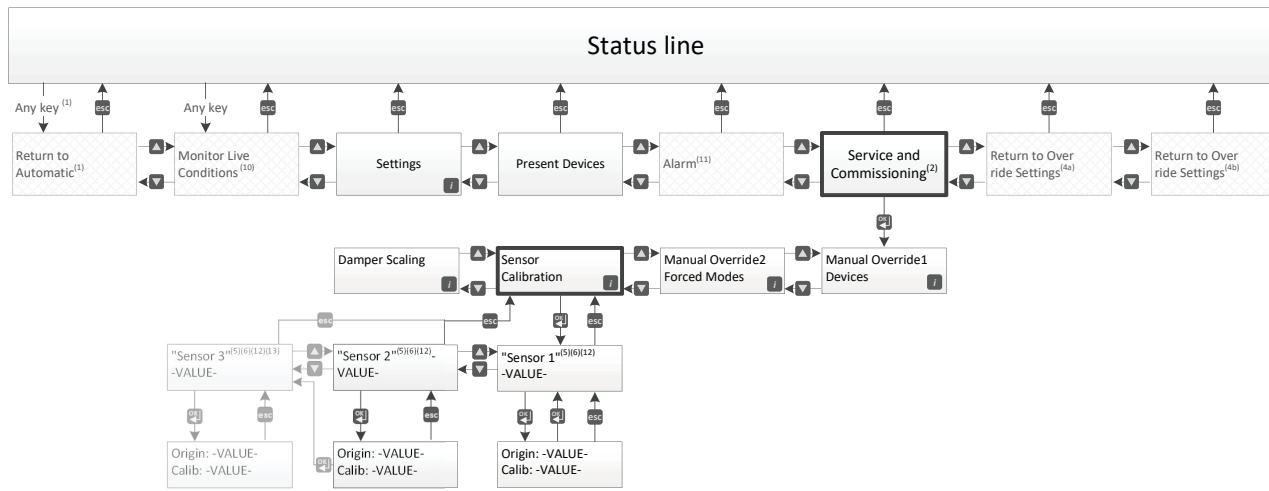 Status line
Any key (1)
esc
Any key
esc
esc
esc
esc
esc
esc
esc
Return to
Automatic(1)
Monitor Live
Conditions (10)
Settings
i
Present Devices
Alarm(11)
Service and
Commissioning(2)
Return to Over
ride Settings(4a)
Return to Over
ride Settings(4b)
OK
Damper Scaling
i
Sensor
Calibration
i
Manual Override2
Forced Modes
i
Manual Override1
Devices
i
esc
esc
OK
esc
"Sensor 3"(5)(6)(12)(13)
-VALUE-
"Sensor 2"(5)(6)(12)-
VALUE-
"Sensor 1"(5)(6)(12)
-VALUE-
OK
esc
OK
esc
OK
OK
esc
Origin: -VALUE-
Calib: -VALUE-
OK
Origin: -VALUE-
Calib: -VALUE-
Origin: -VALUE-
Calib: -VALUE-